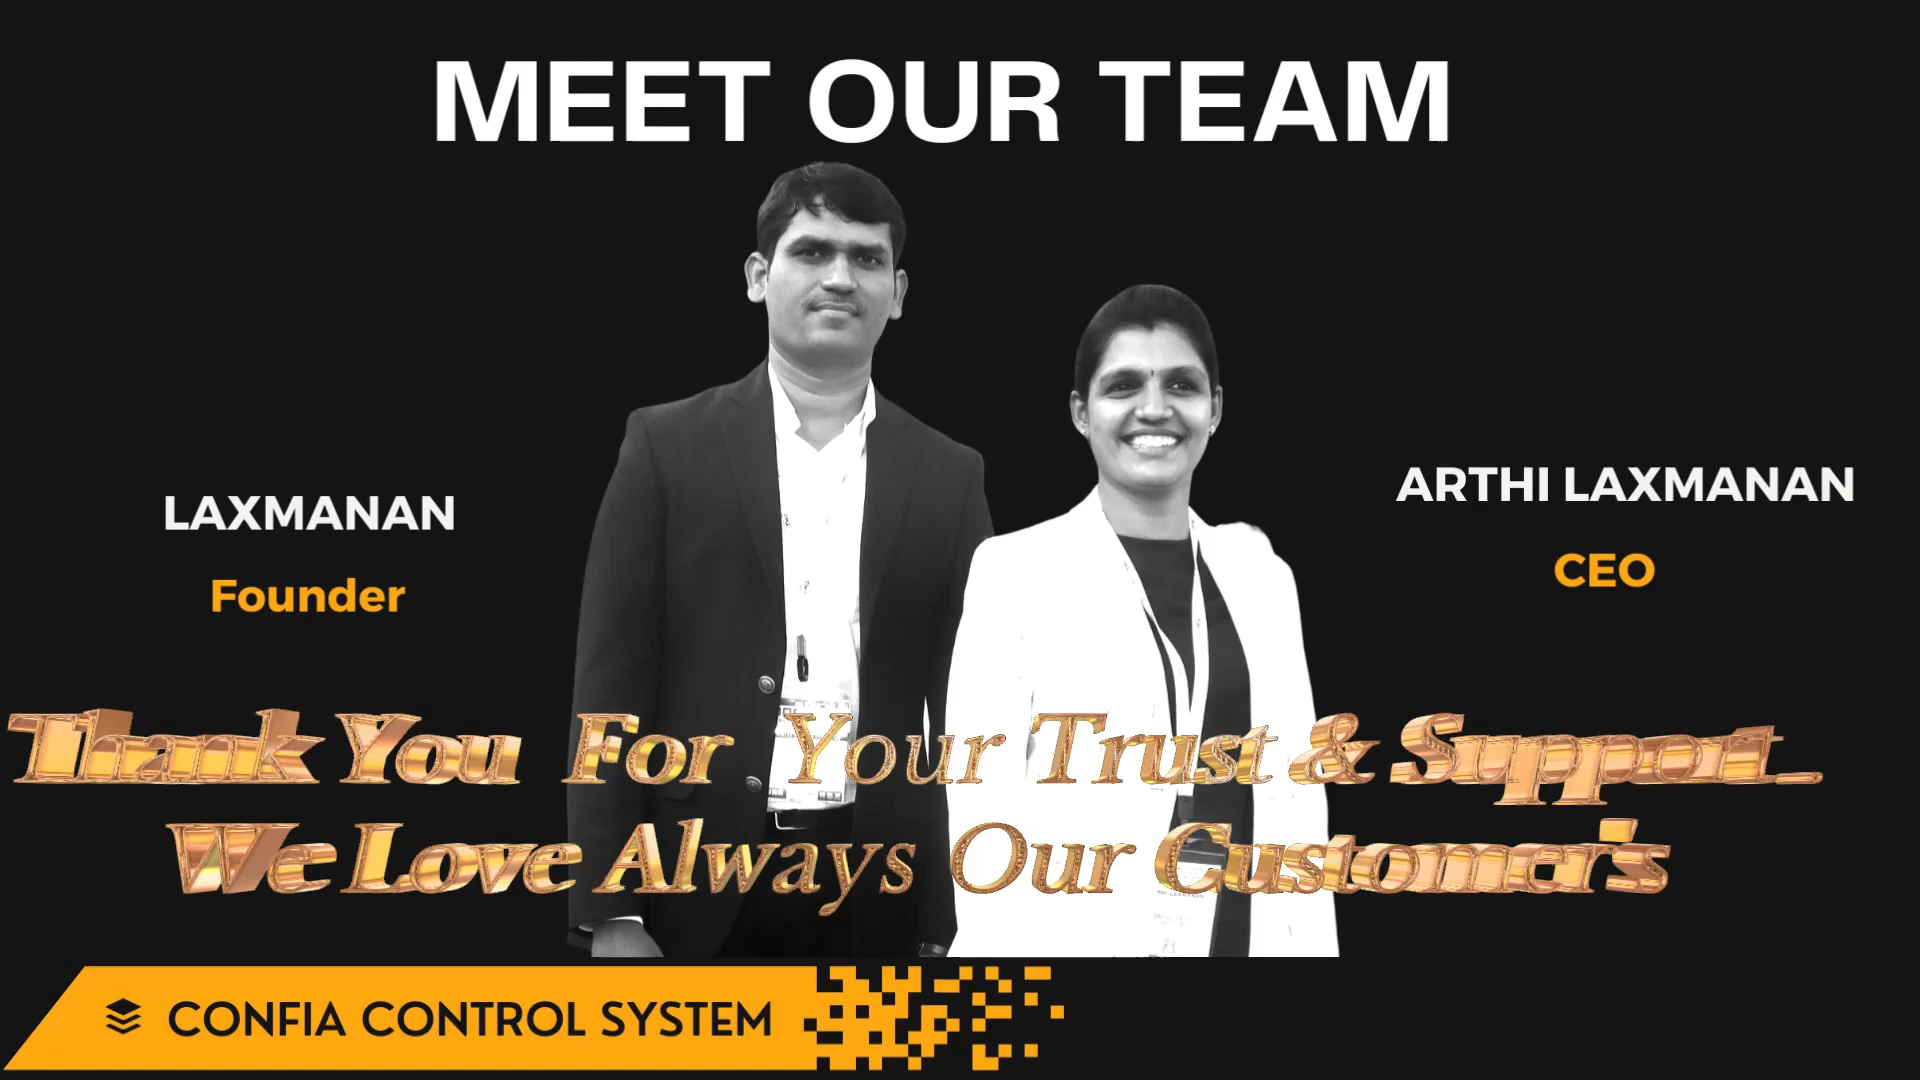 MEET OUR TEAM
LAXMANAN
Founder
ARTHI LAXMANAN
CEO
Thank You For Your Trust & Support..
We Love Always Our Customer's
CONFIA CONTROL SYSTEM